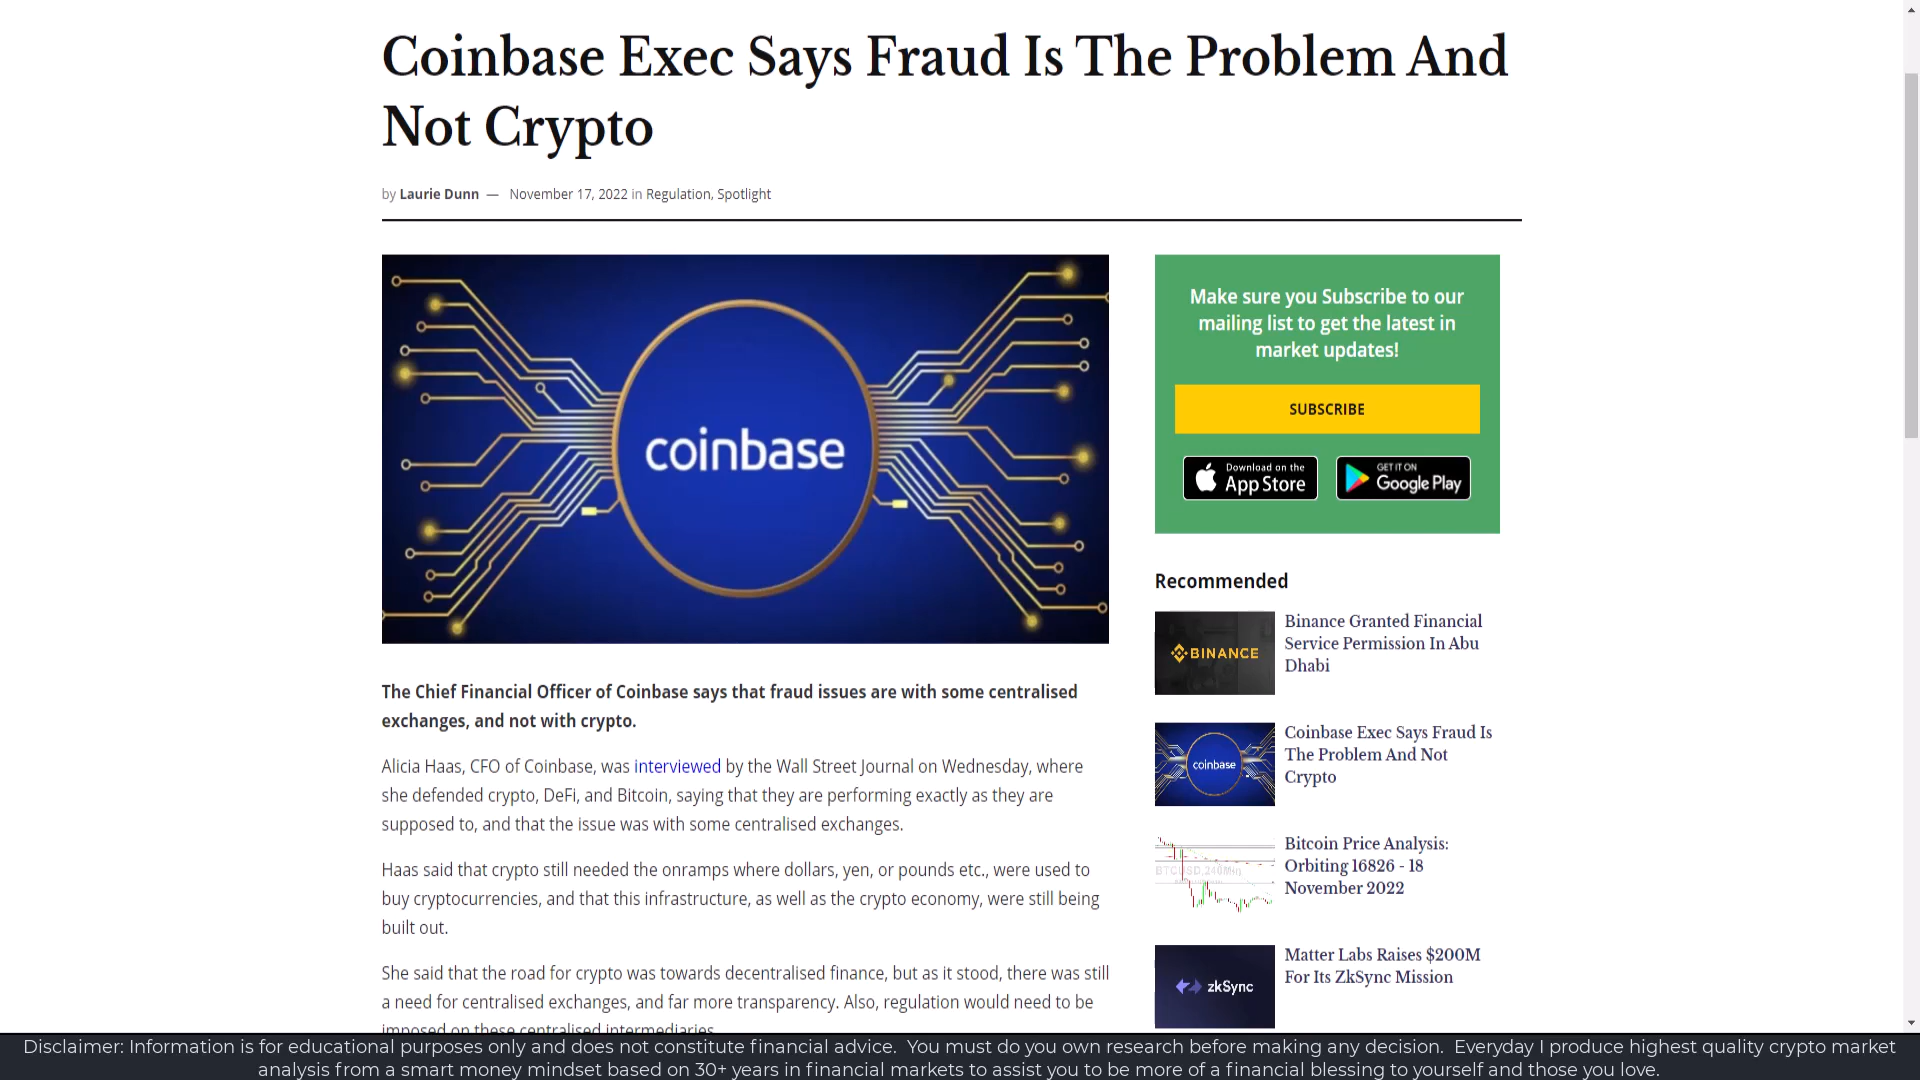 Coinbase Exec Says Fraud Is The Problem And
Not Crypto
by Laurie Dunn — November 17, 2022 in Regulation, Spotlight
coinbase
The Chief Financial Officer of Coinbase says that fraud issues are with some centralised
exchanges, and not with crypto.
Alicia Haas, CFO of Coinbase, was interviewed by the Wall Street Journal on Wednesday, where
she defended crypto, DeFi, and Bitcoin, saying that they are performing exactly as they are
supposed to, and that the issue was with some centralised exchanges.
Haas said that crypto still needed the onramps where dollars, yen, or pounds etc., were used to
buy cryptocurrencies, and that this infrastructure, as well as the crypto economy, were still being
built out.
She said that the road for crypto was towards decentralised finance, but as it stood, there was still
a need for centralised exchanges, and far more transparency. Also, regulation would need to be
imposed on these centralised intermediaries.
Make sure you Subscribe to our
mailing list to get the latest in
market updates!
SUBSCRIBE
Download on the
App Store
GET IT ON
Google Play
Recommended
BINANCE
Binance Granted Financial
Service Permission In Abu
Dhabi
coinbase
Coinbase Exec Says Fraud Is
The Problem And Not
Crypto
BTCUSD, 240Min
Bitcoin Price Analysis:
Orbiting 16826 - 18
November 2022
zkSync
Matter Labs Raises $200M
For Its ZkSync Mission
Disclaimer: Information is for educational purposes only and does not constitute financial advice. You must do you own research before making any decision. Everyday I produce highest quality crypto market
analysis from a smart money mindset based on 30+ years in financial markets to assist you to be more of a financial blessing to yourself and those you love.